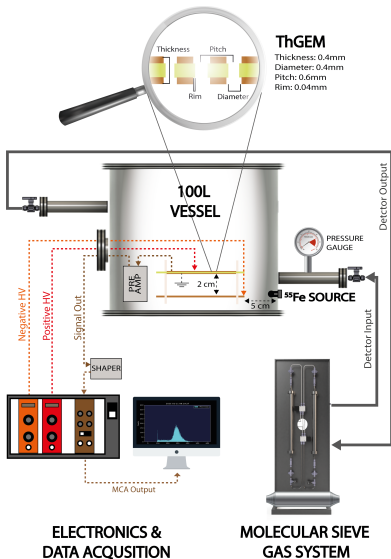 ThGEM
Thickness: 0.4mm
Diameter: 0.4mm
Pitch: 0.6mm
Rim: 0.04mm
Thickness
Pitch
Rim
Diameter
100L
VESSEL
Detctor Output
PRESSURE
GAUGE
PRE
AMP
2 cm
⁵⁵Fe SOURCE
5 cm
Negative HV
Positive HV
Signal Out
Detctor Input
SHAPER
MCA Output
ELECTRONICS &
DATA ACQUSITION
MOLECULAR SIEVE
GAS SYSTEM